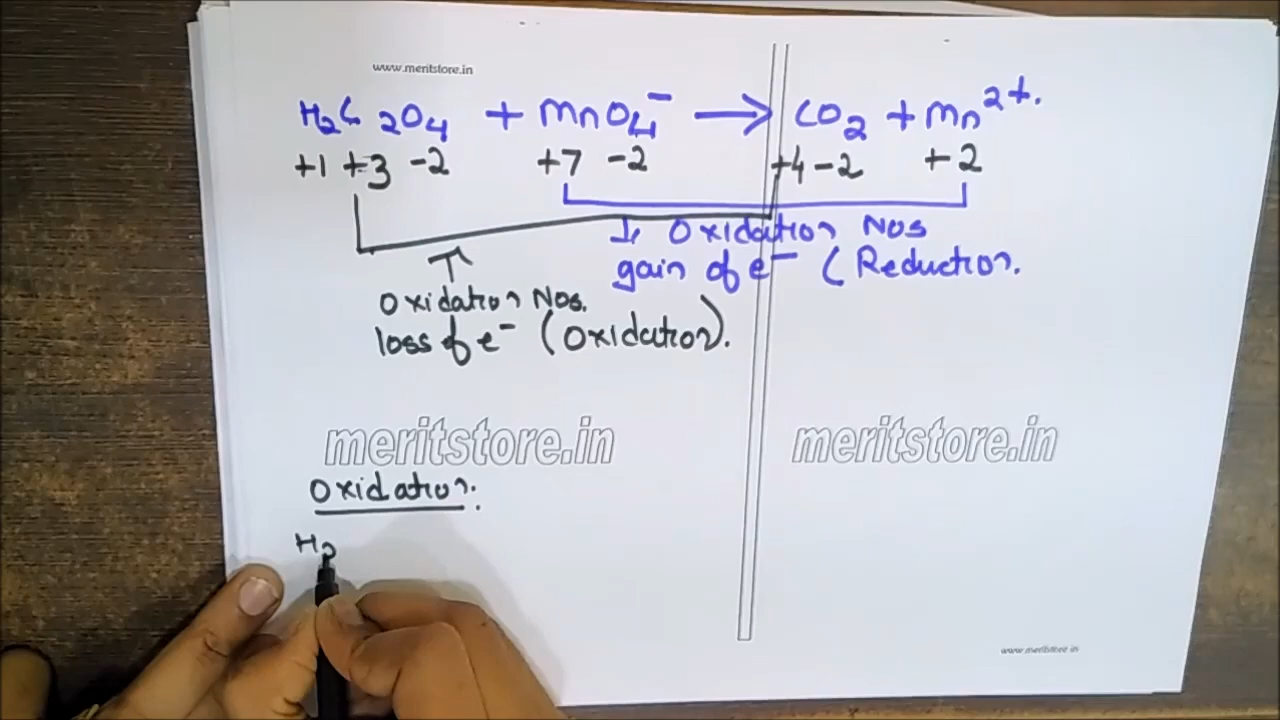 www.meritstore.in
H₂C₂O₄ + MnO₄⁻ → CO₂ + Mn²⁺.
+1 +3 -2 +7 -2 +4 -2 +2
↓ Oxidation Nos
gain of e⁻ (Reduction.
↑
Oxidation Nos.
loss of e⁻ (Oxidation).
meritstore.in meritstore.in
Oxidation.
H₂
www.meritstore.in